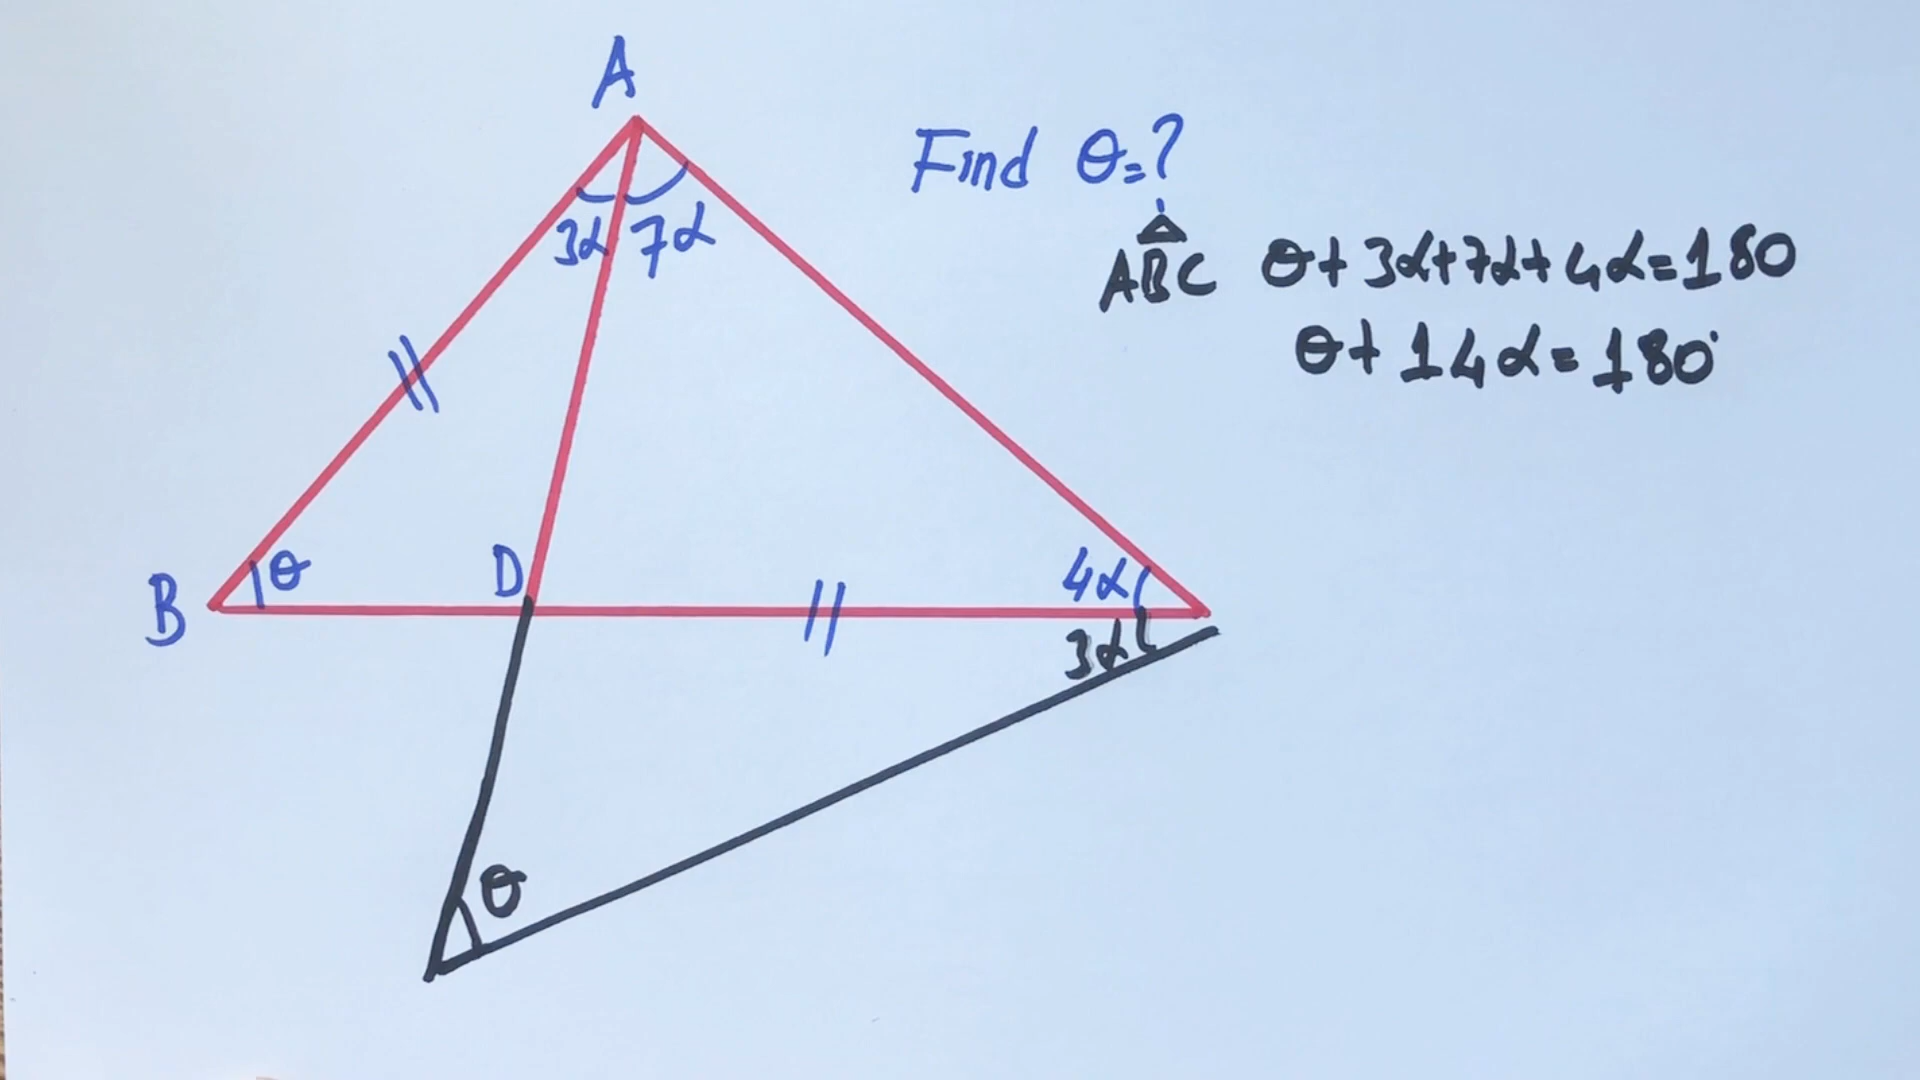 A
Find θ=?
3α 7α
ABC θ+3α+7α+4α=180
θ+14α=180°
B θ
D
4α
3α
θ